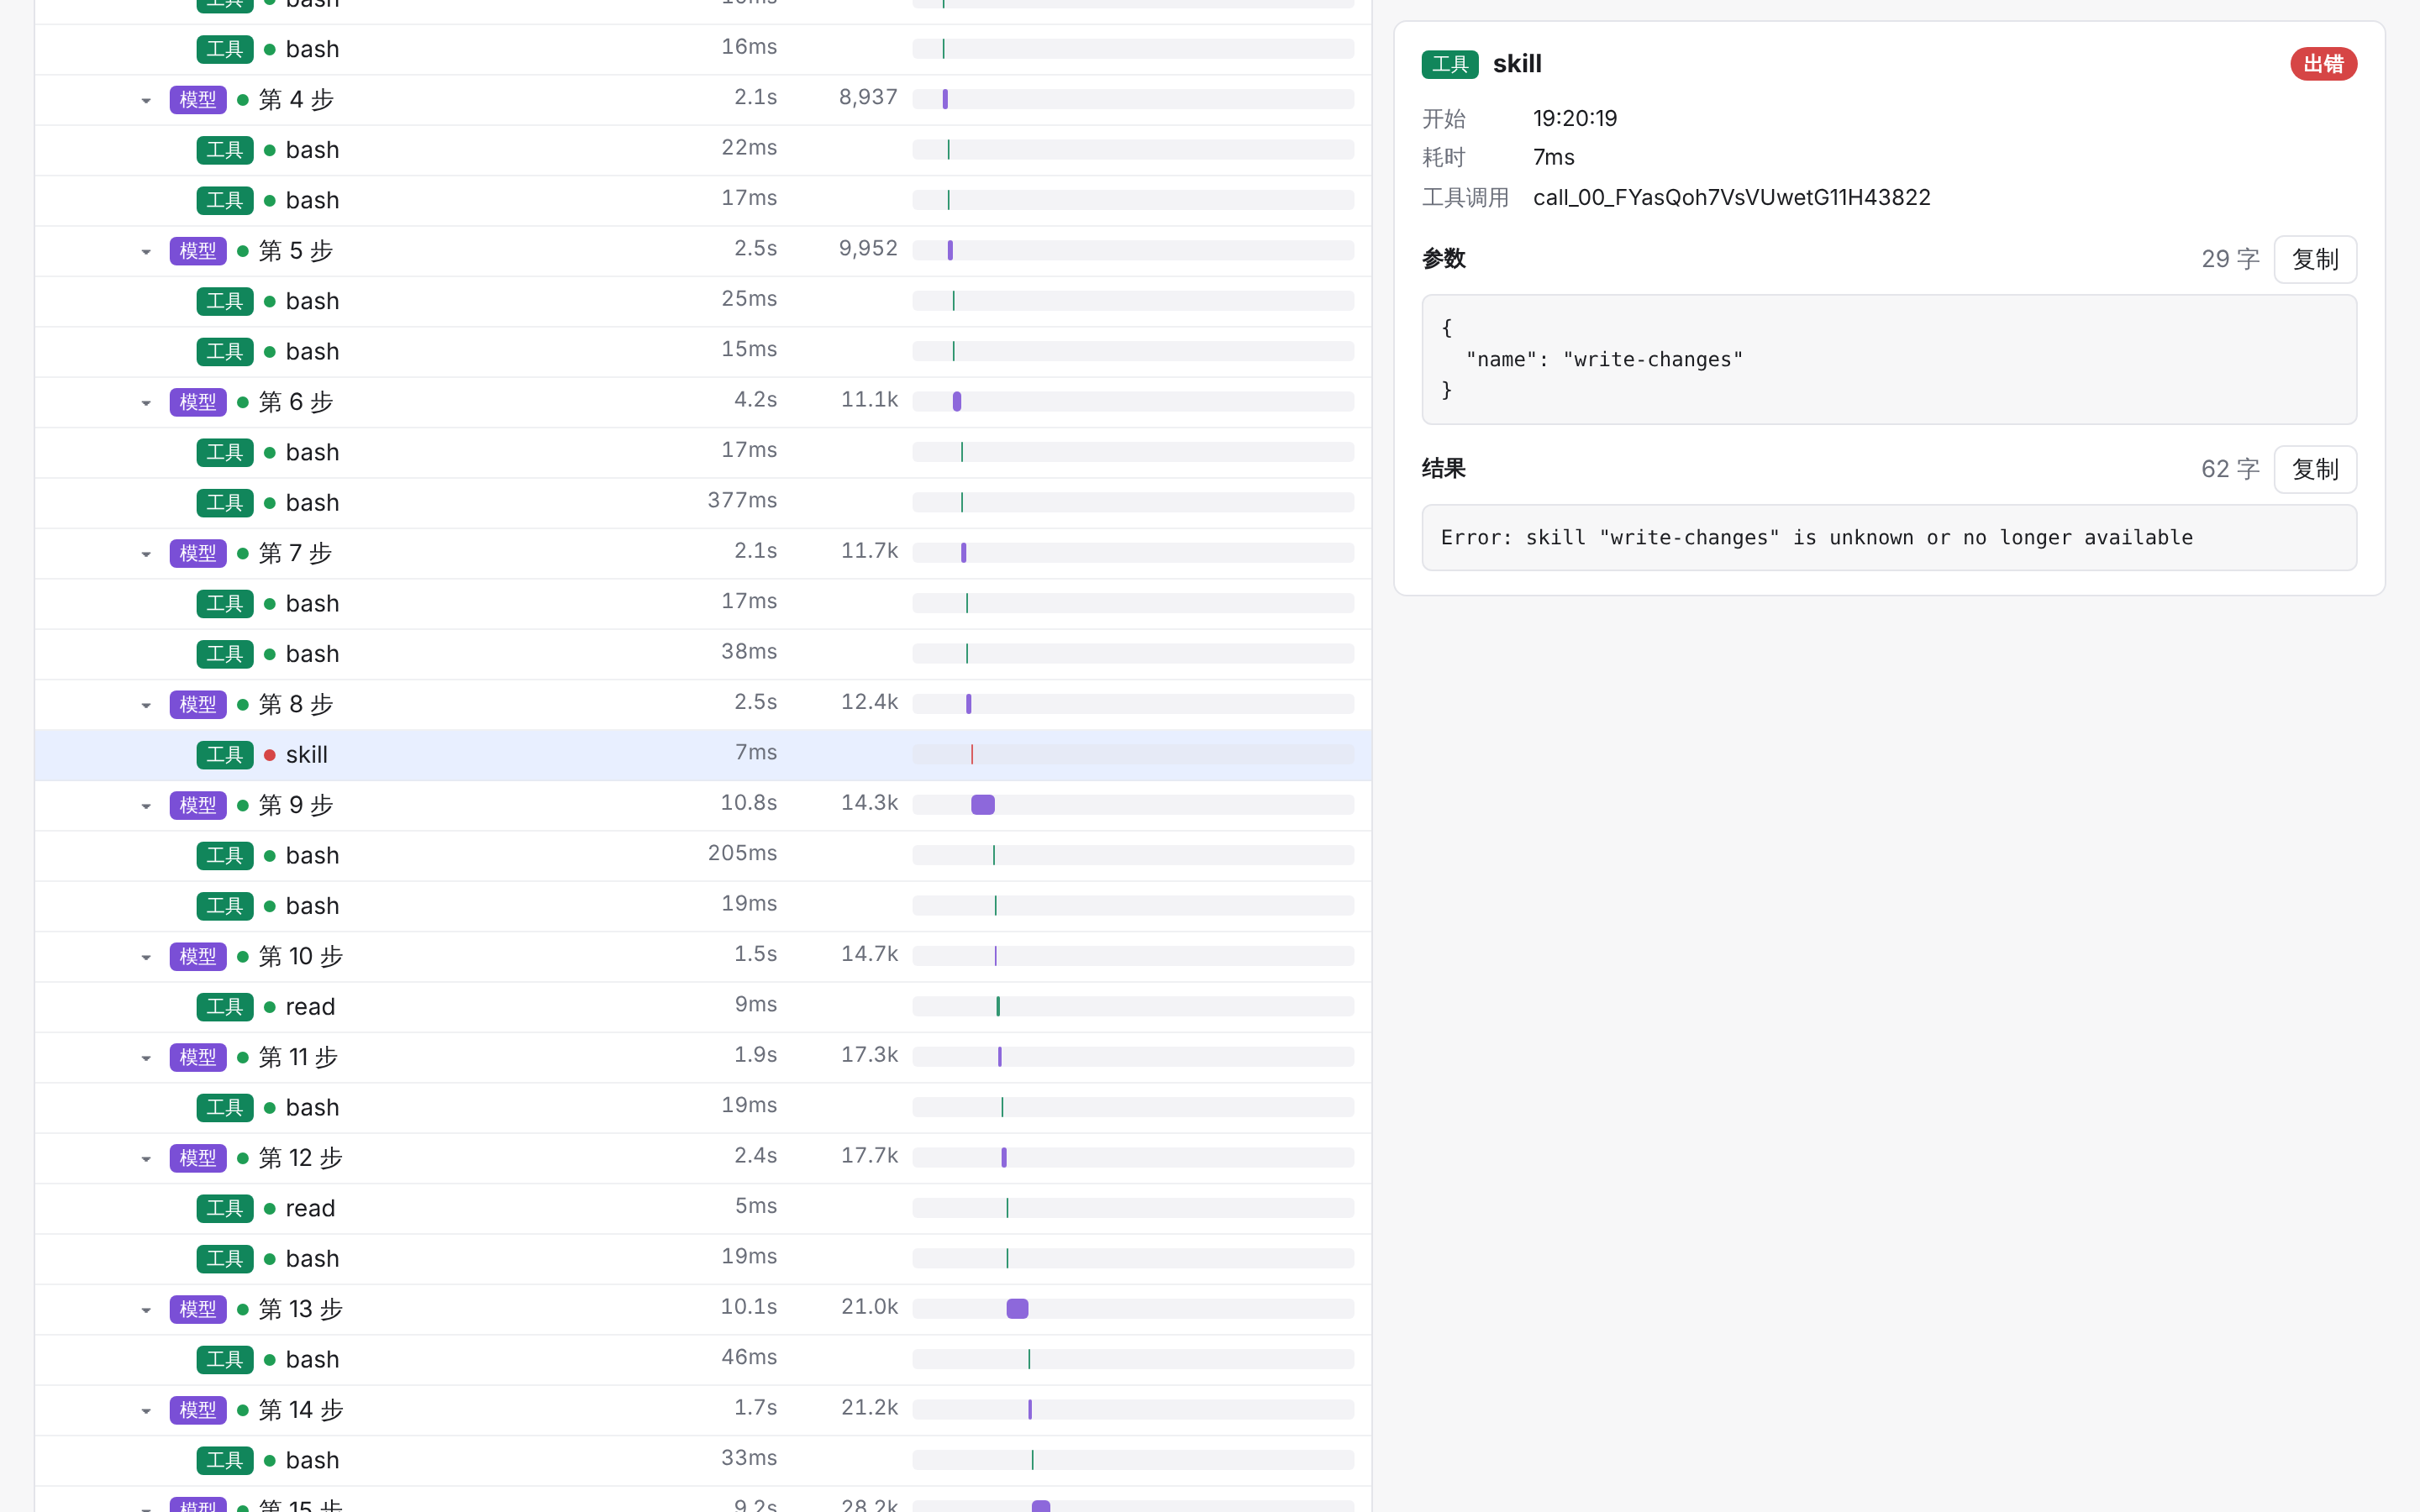 工具 bash 16ms
模型 第 4 步 2.1s 8,937
工具 bash 22ms
工具 bash 17ms
模型 第 5 步 2.5s 9,952
工具 bash 25ms
工具 bash 15ms
模型 第 6 步 4.2s 11.1k
工具 bash 17ms
工具 bash 377ms
模型 第 7 步 2.1s 11.7k
工具 bash 17ms
工具 bash 38ms
模型 第 8 步 2.5s 12.4k
工具 skill 7ms
模型 第 9 步 10.8s 14.3k
工具 bash 205ms
工具 bash 19ms
模型 第 10 步 1.5s 14.7k
工具 read 9ms
模型 第 11 步 1.9s 17.3k
工具 bash 19ms
模型 第 12 步 2.4s 17.7k
工具 read 5ms
工具 bash 19ms
模型 第 13 步 10.1s 21.0k
工具 bash 46ms
模型 第 14 步 1.7s 21.2k
工具 bash 33ms
模型 第 15 步 9.2s 28.2k
工具 skill 出错
开始 19:20:19
耗时 7ms
工具调用 call_00_FYasQoh7VsVUwetG11H43822
参数 29 字 复制
{
"name": "write-changes"
}
结果 62 字 复制
Error: skill "write-changes" is unknown or no longer available